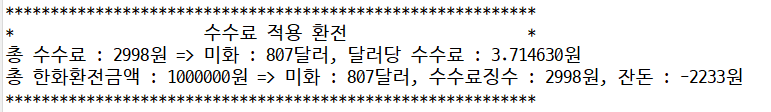 ***********************************************************
*                     수수료 적용 환전                    *
총 수수료 : 2998원 => 미화 : 807달러, 달러당 수수료 : 3.714630원
총 한화환전금액 : 1000000원 => 미화 : 807달러, 수수료징수 : 2998원, 잔돈 : -2233원
***********************************************************